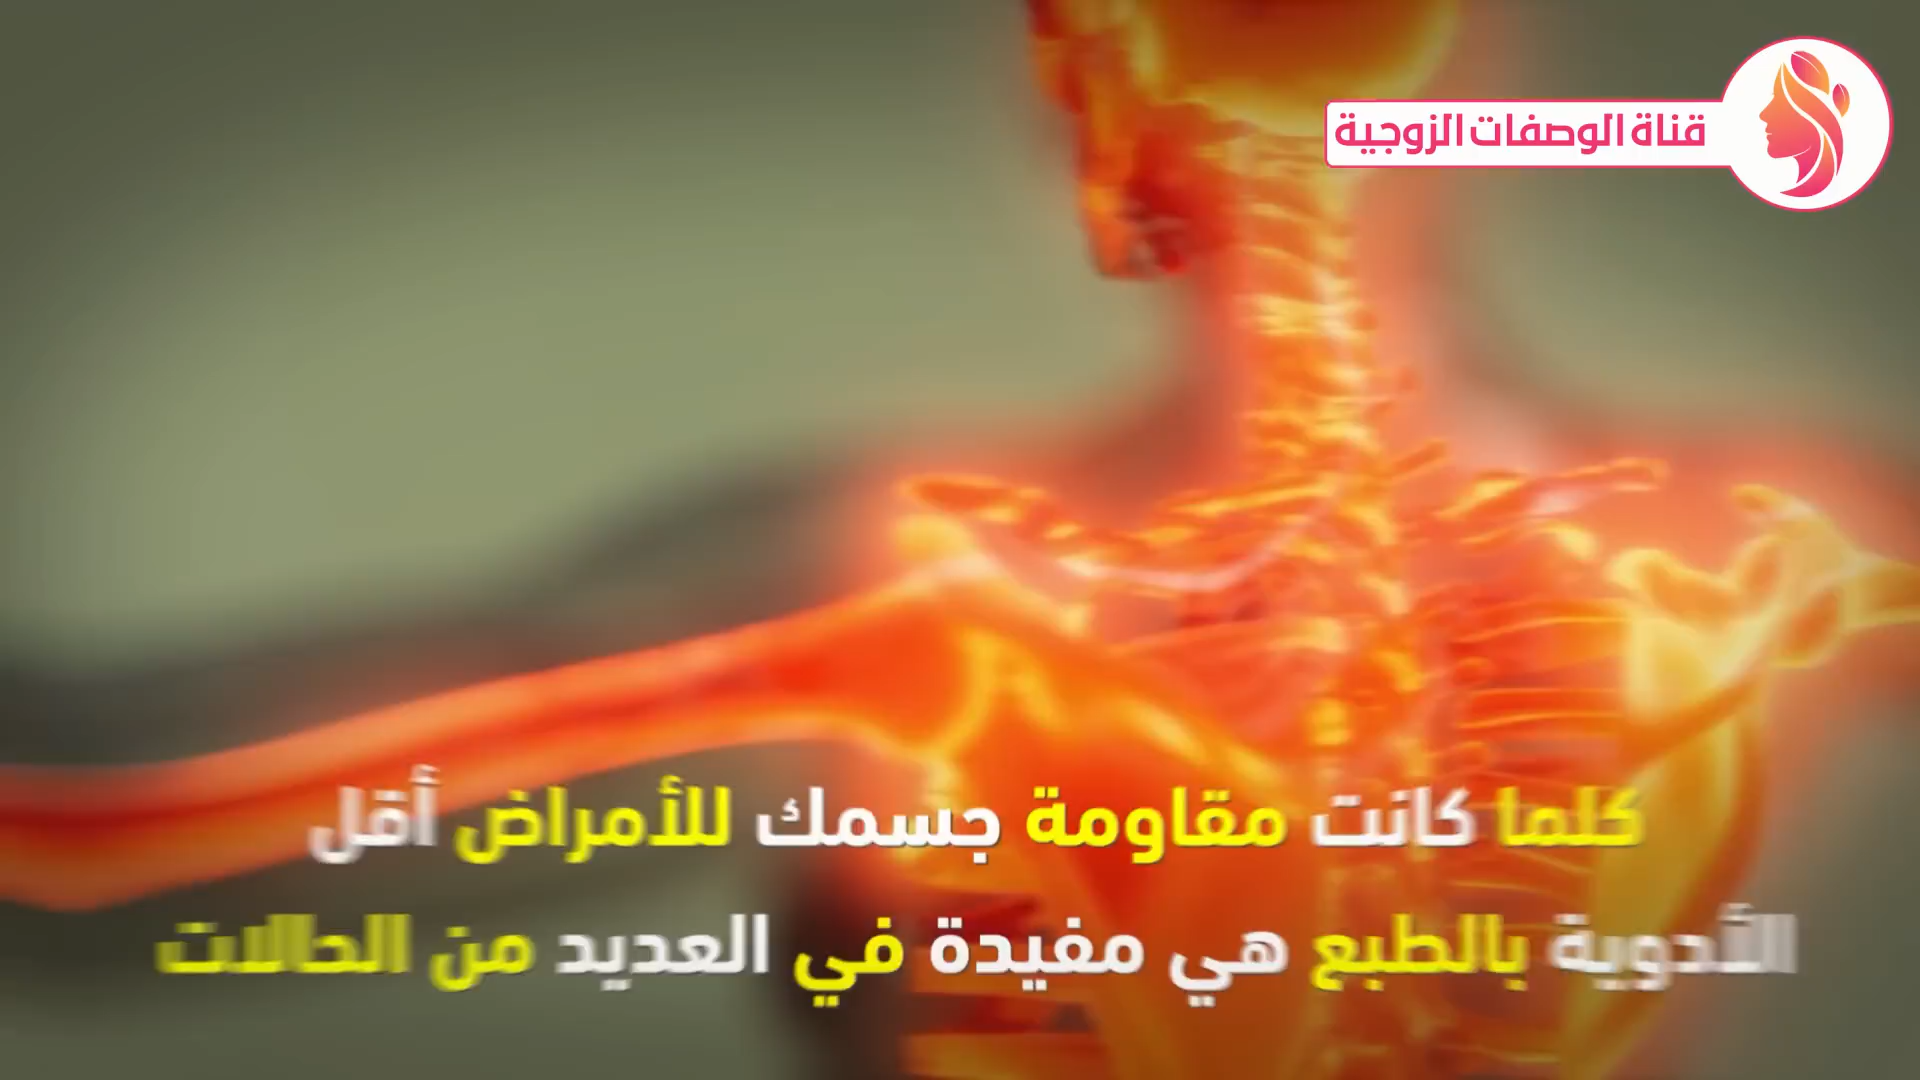 قناة الوصفات الزوجية
كلما كانت مقاومة جسمك للأمراض أقل
الأدوية بالطبع هي مفيدة في العديد من الحالات